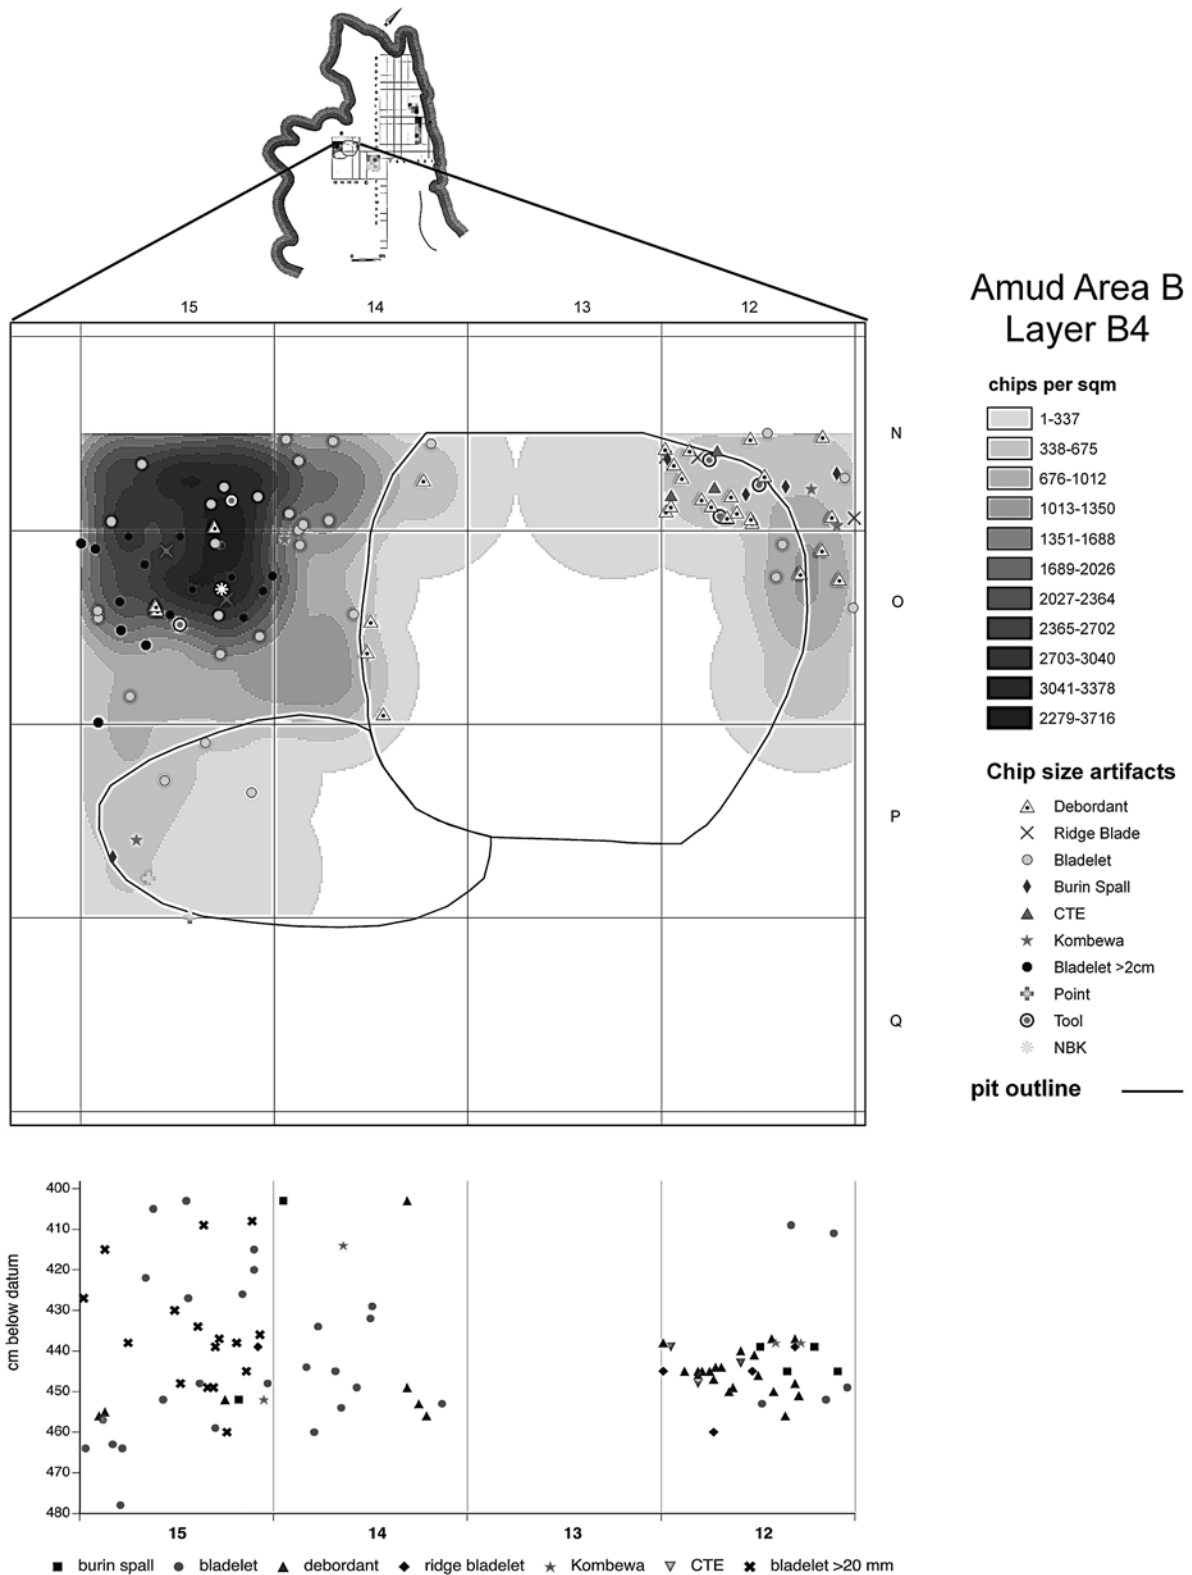 15 14 13 12
N
O
P
Q
Amud Area B
Layer B4
chips per sqm
1-337
338-675
676-1012
1013-1350
1351-1688
1689-2026
2027-2364
2365-2702
2703-3040
3041-3378
2279-3716
Chip size artifacts
Debordant
Ridge Blade
Bladelet
Burin Spall
CTE
Kombewa
Bladelet >2cm
Point
Tool
NBK
pit outline
cm below datum
400
410
420
430
440
450
460
470
480
15 14 13 12
burin spall bladelet debordant ridge bladelet Kombewa CTE bladelet >20 mm